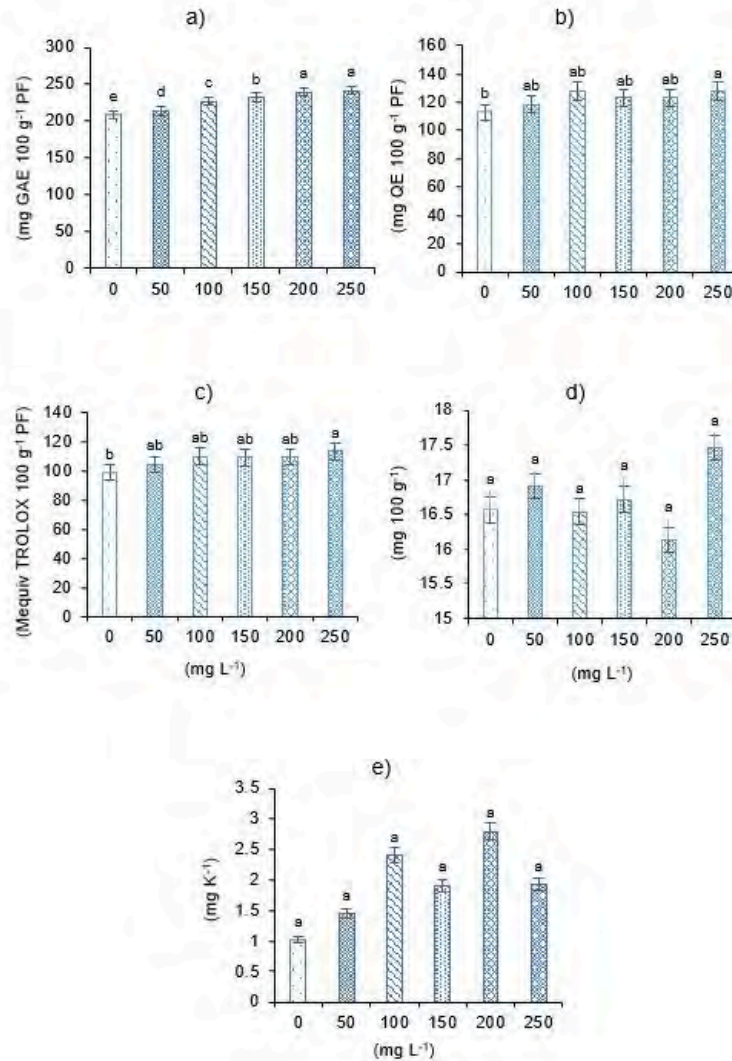 a)
(mg GAE 100 g⁻¹ PF)
300
250
200
150
100
50
0
e d c b a a
0 50 100 150 200 250
b)
(mg QE 100 g⁻¹ PF)
160
140
120
100
80
60
40
20
0
b ab ab ab ab a
0 50 100 150 200 250
c)
(Mequiv TROLOX 100 g⁻¹ PF)
140
120
100
80
60
40
20
0
b ab ab ab ab a
0 50 100 150 200 250
(mg L⁻¹)
d)
(mg 100 g⁻¹)
18
17.5
17
16.5
16
15.5
15
a a a a a a
0 50 100 150 200 250
(mg L⁻¹)
e)
(mg K⁻¹)
3.5
3
2.5
2
1.5
1
0.5
0
a a a a a a
0 50 100 150 200 250
(mg L⁻¹)